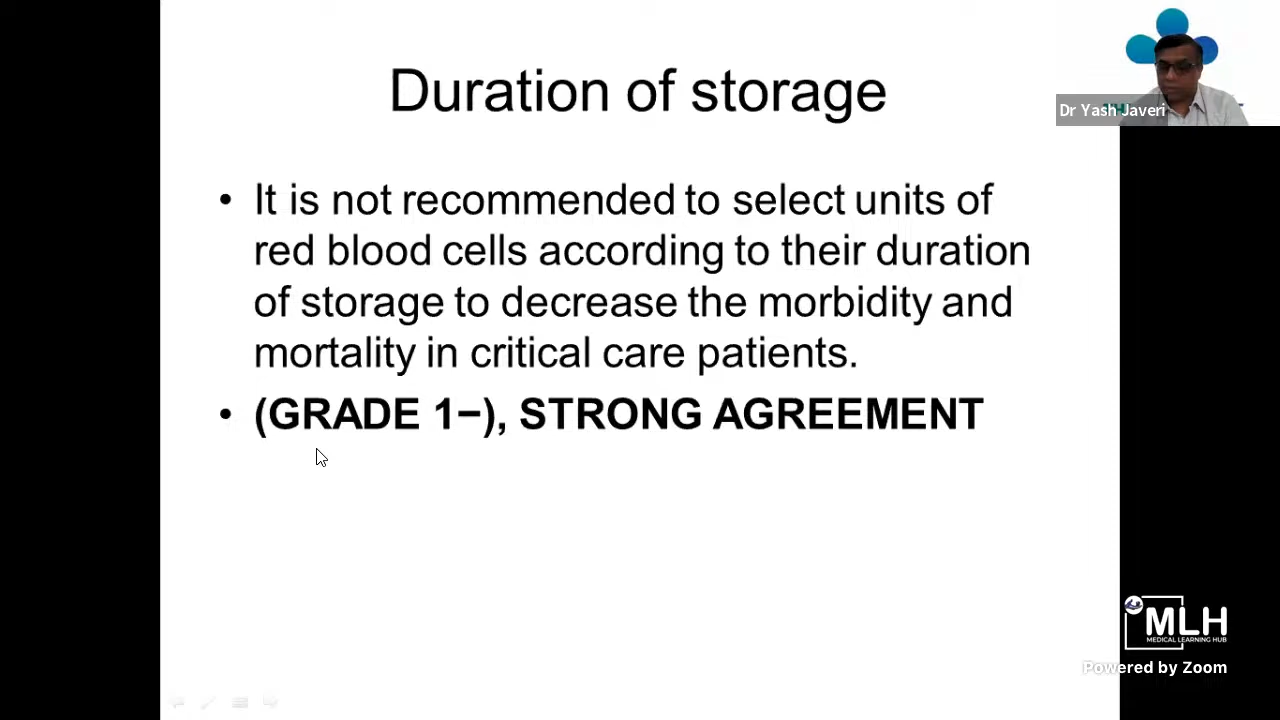 Duration of storage
Dr Yash Javeri
• It is not recommended to select units of
red blood cells according to their duration
of storage to decrease the morbidity and
mortality in critical care patients.
• (GRADE 1−), STRONG AGREEMENT
MLH
MEDICAL LEARNING HUB
Powered by Zoom